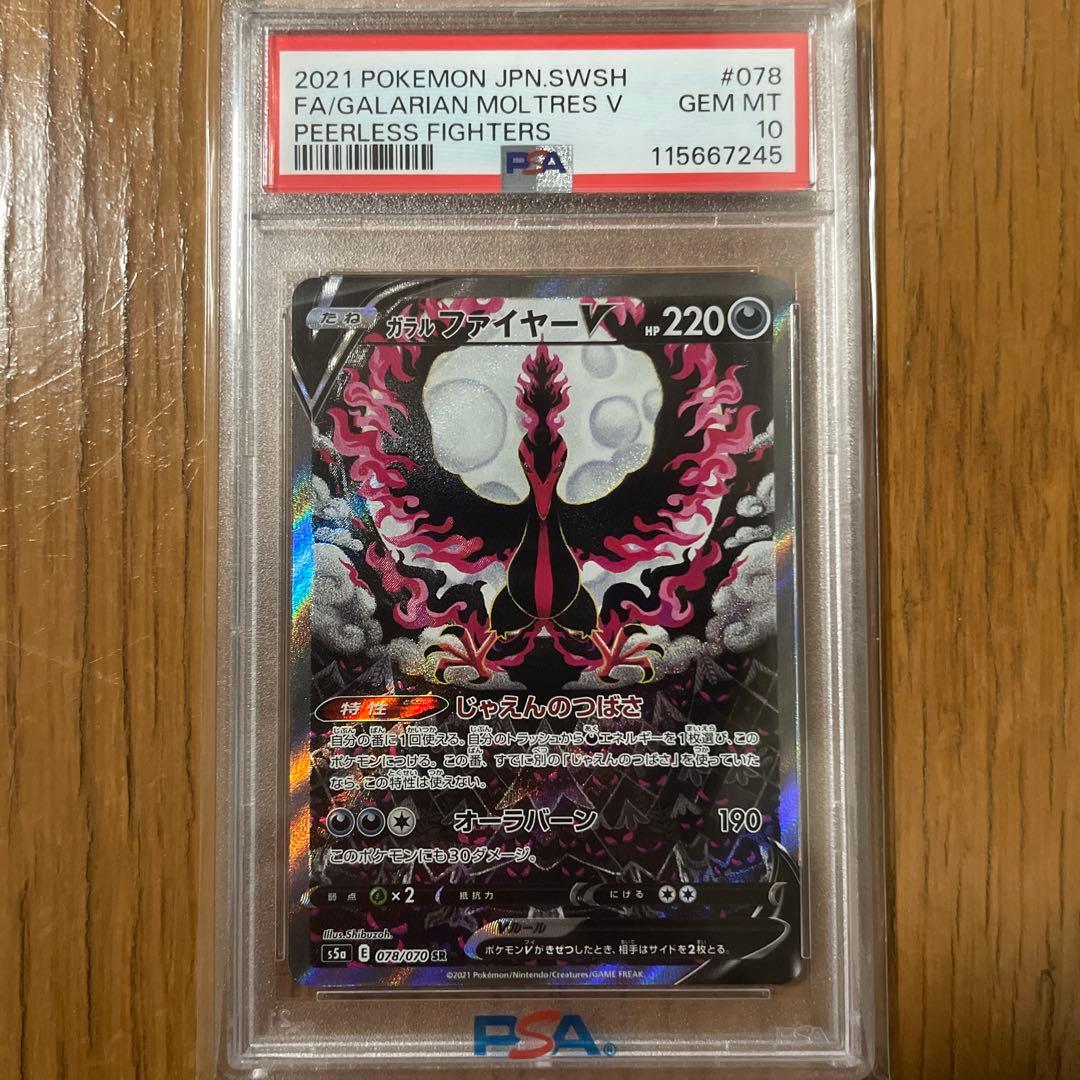 2021 POKEMON JPN.SWSH #078
FA/GALARIAN MOLTRES V GEM MT
PEERLESS FIGHTERS 10
PSA 115667245
たね ガラル ファイヤーV HP 220
特性 じゃえんのつばさ
自分の番に1回使える。自分のトラッシュからエネルギーを1枚選び、この
ポケモンにつける。この番、すでに別の「じゃえんのつばさ」を使っていた
なら、この特性は使えない。
オーラバーン 190
このポケモンにも30ダメージ。
弱点 ×2 抵抗力 にげる
Vルール
ポケモンVがきぜつしたとき、相手はサイドを2枚とる。
Illus. Shibuzoh.
s5a E 078/070 SR
©2021 Pokémon/Nintendo/Creatures/GAME FREAK.
PSA®